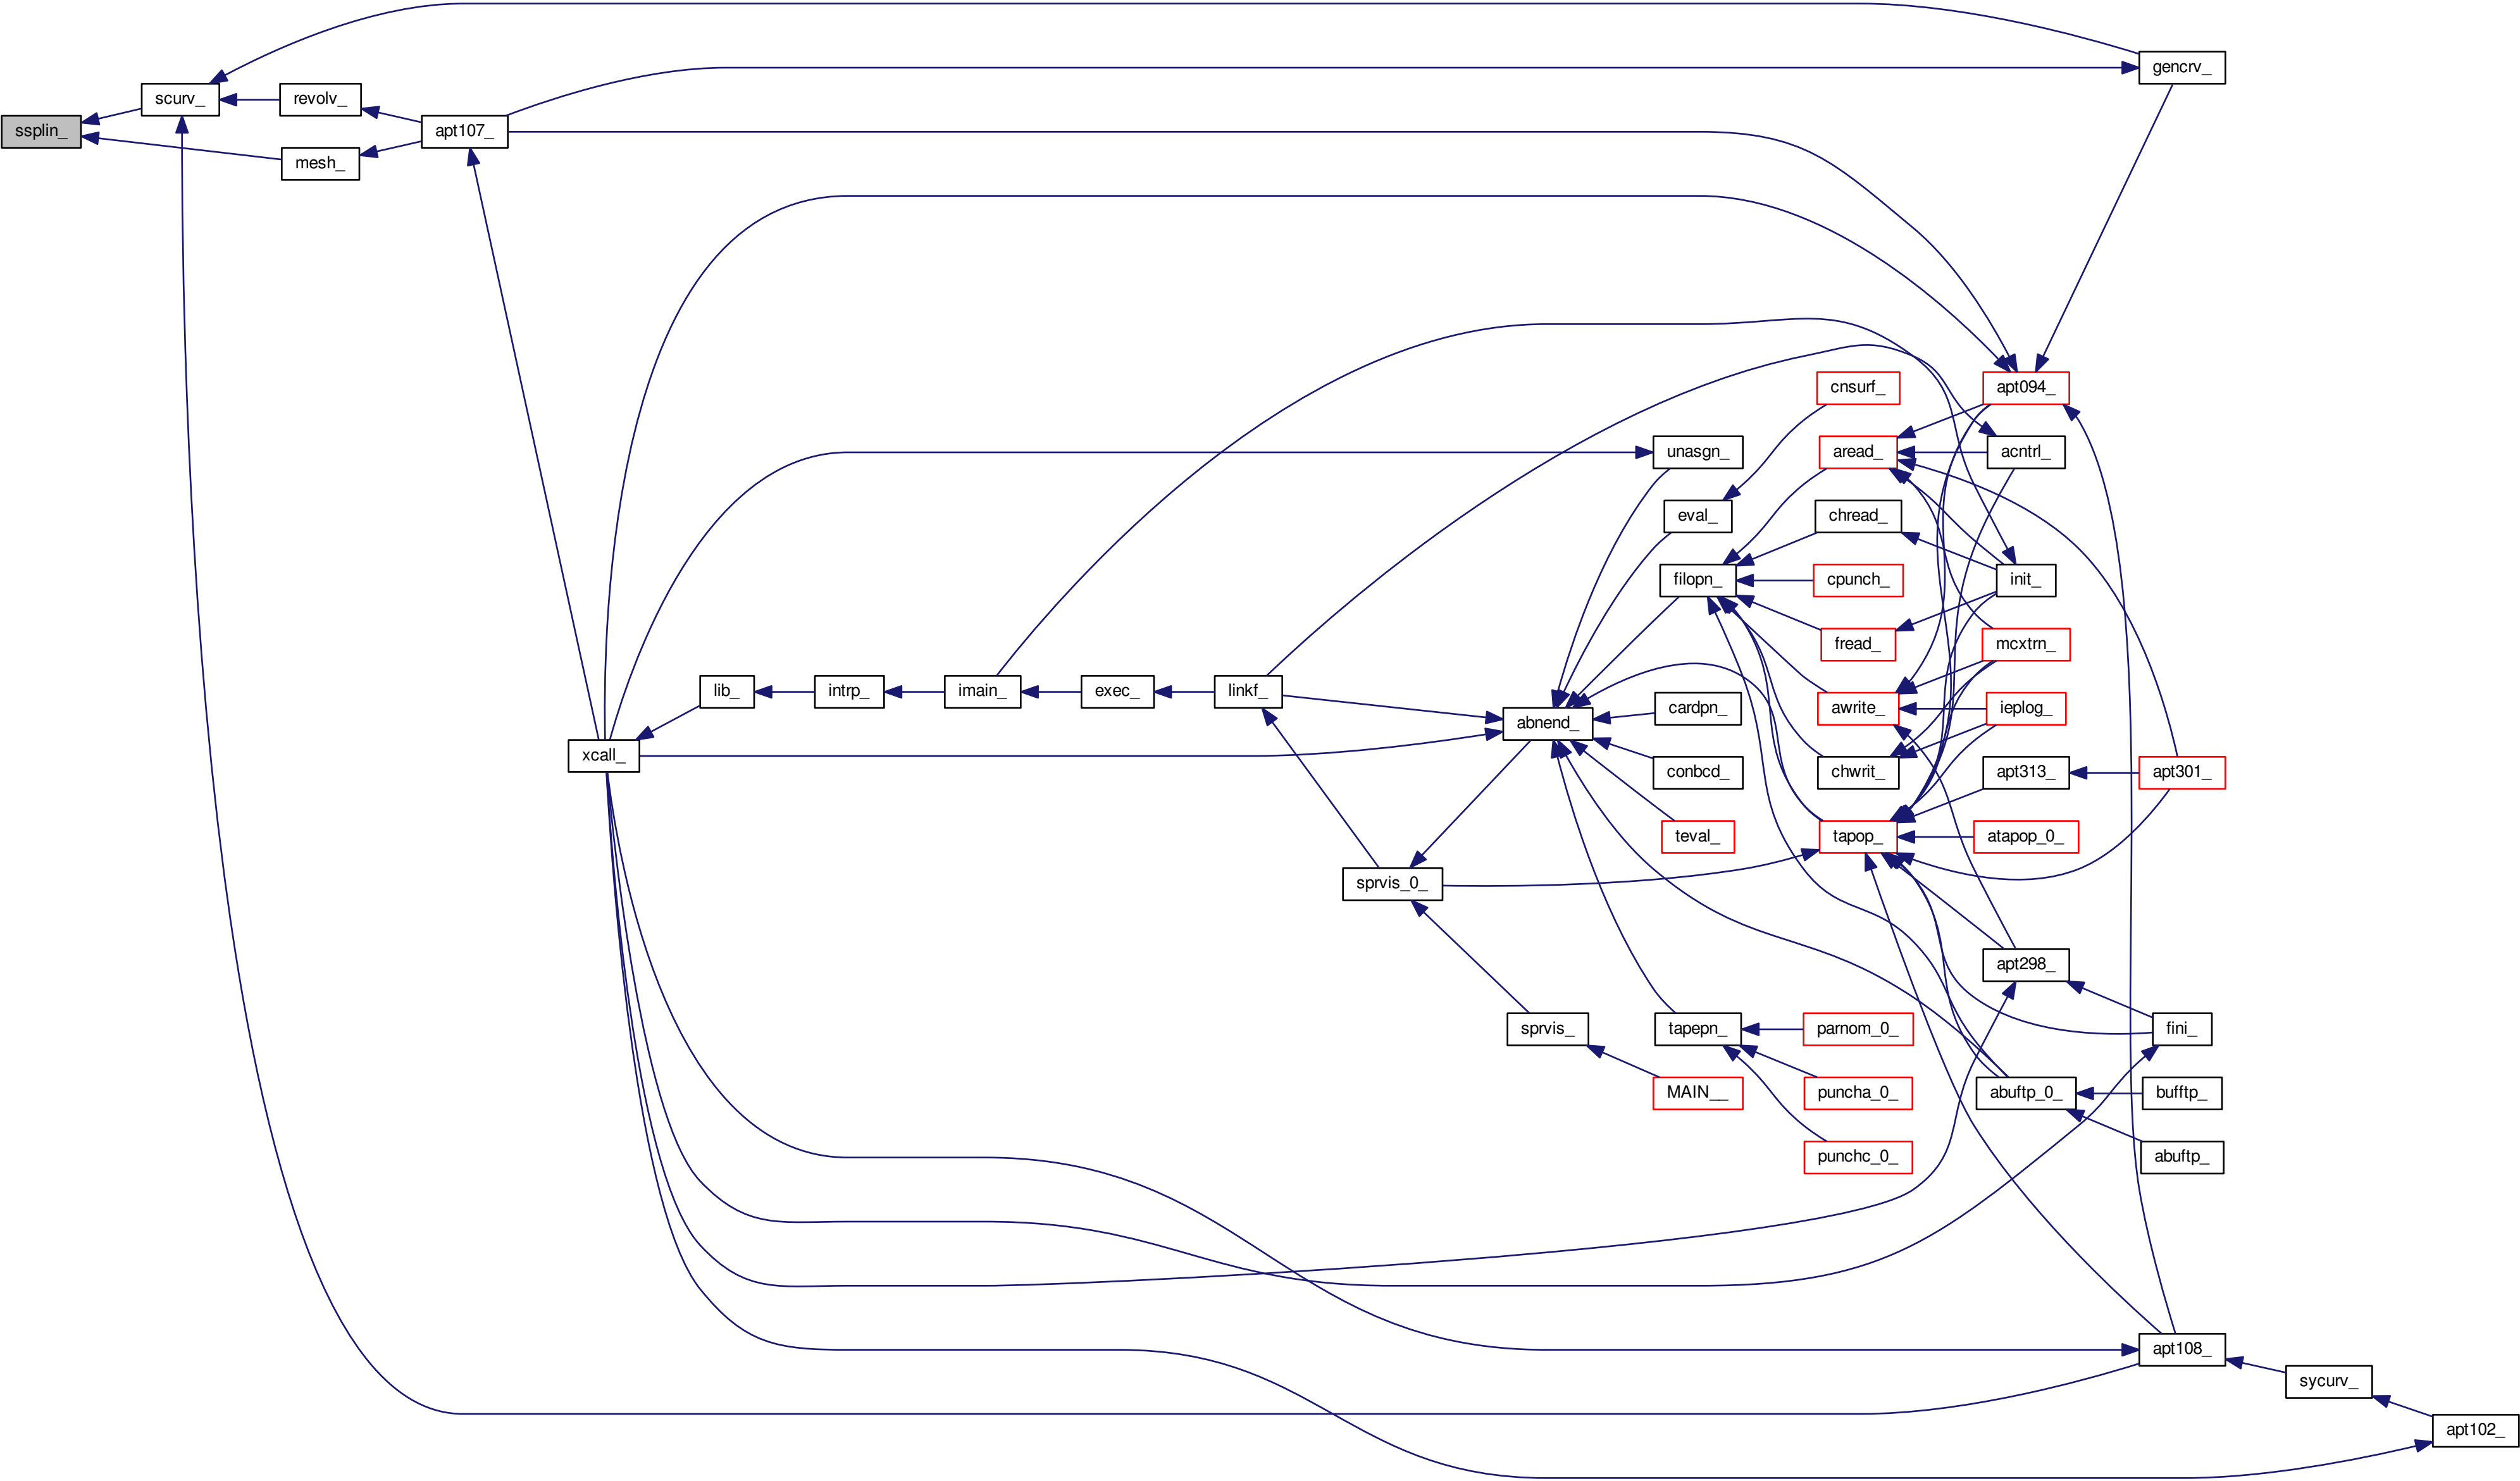 gencrv_
scurv_
revolv_
ssplin_
apt107_
mesh_
cnsurf_
apt094_
unasgn_
aread_
acntrl_
eval_
chread_
filopn_
cpunch_
init_
fread_
mcxtrn_
lib_
intrp_
imain_
exec_
linkf_
cardpn_
awrite_
ieplog_
abnend_
xcall_
conbcd_
chwrit_
apt313_
apt301_
teval_
tapop_
atapop_0_
sprvis_0_
apt298_
sprvis_
tapepn_
parnom_0_
fini_
MAIN__
puncha_0_
abuftp_0_
bufftp_
punchc_0_
abuftp_
apt108_
sycurv_
apt102_